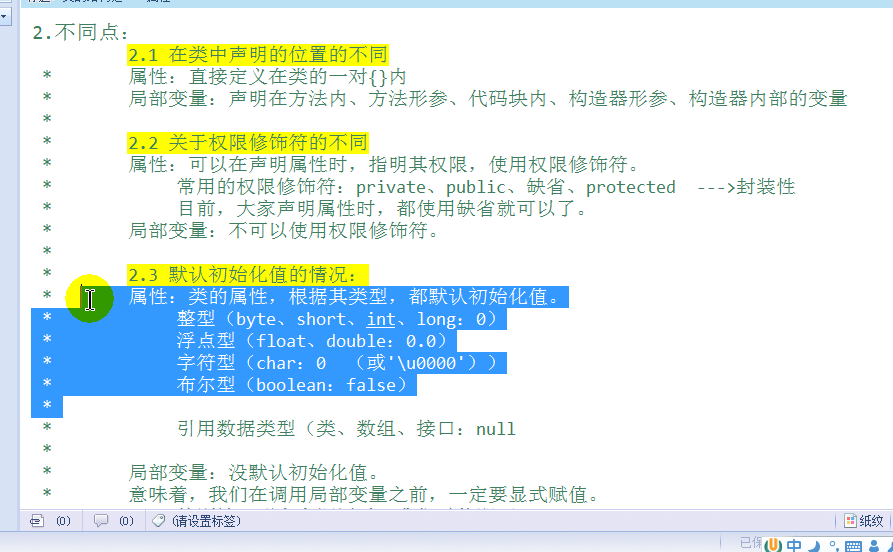 2.不同点:
2.1 在类中声明的位置的不同
* 属性:直接定义在类的一对{}内
* 局部变量:声明在方法内、方法形参、代码块内、构造器形参、构造器内部的变量
*
* 2.2 关于权限修饰符的不同
* 属性:可以在声明属性时,指明其权限,使用权限修饰符。
* 常用的权限修饰符:private、public、缺省、protected --->封装性
* 目前,大家声明属性时,都使用缺省就可以了。
* 局部变量:不可以使用权限修饰符。
*
* 2.3 默认初始化值的情况:
* 属性:类的属性,根据其类型,都默认初始化值。
* 整型(byte、short、int、long:0)
* 浮点型(float、double:0.0)
* 字符型(char:0 (或'\u0000'))
* 布尔型(boolean:false)
*
* 引用数据类型(类、数组、接口:null
*
* 局部变量:没默认初始化值。
* 意味着,我们在调用局部变量之前,一定要显式赋值。
(0) (0) (请设置标签) 纸纹
已保 中